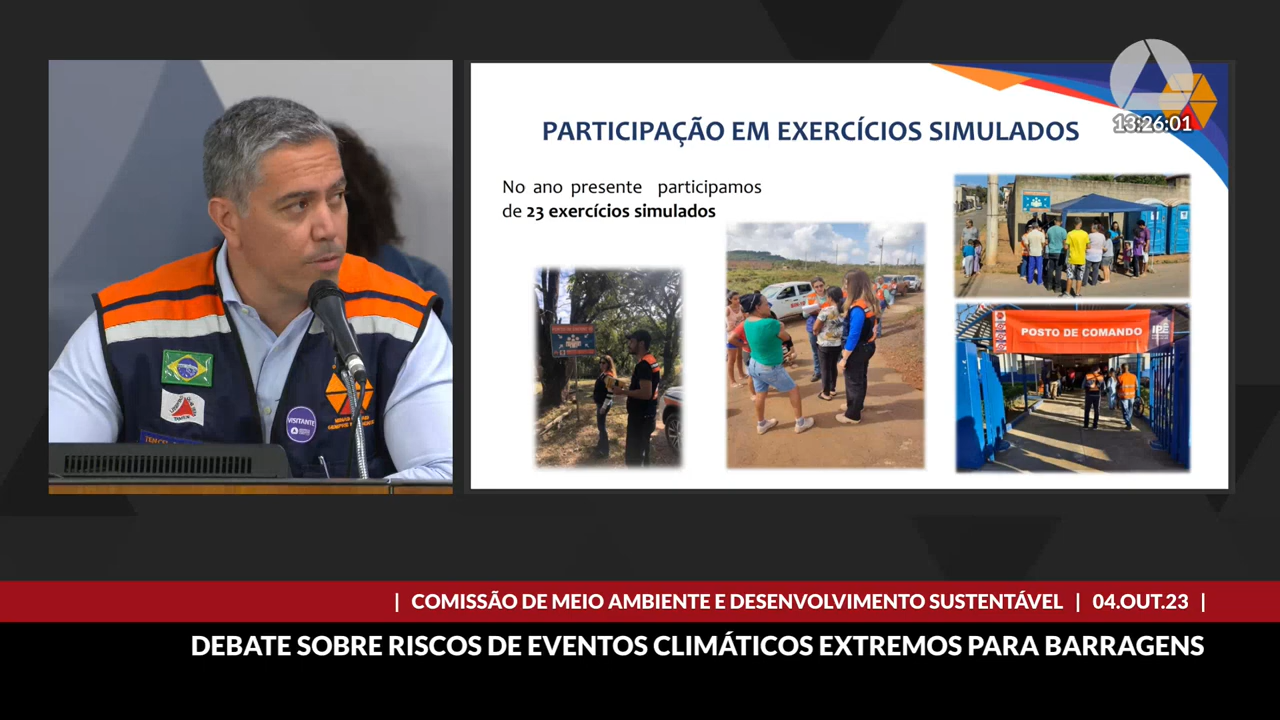 13:26:01
PARTICIPAÇÃO EM EXERCÍCIOS SIMULADOS
No ano presente participamos
de 23 exercícios simulados
POSTO DE COMANDO
VISITANTE
| COMISSÃO DE MEIO AMBIENTE E DESENVOLVIMENTO SUSTENTÁVEL | 04.OUT.23 |
DEBATE SOBRE RISCOS DE EVENTOS CLIMÁTICOS EXTREMOS PARA BARRAGENS